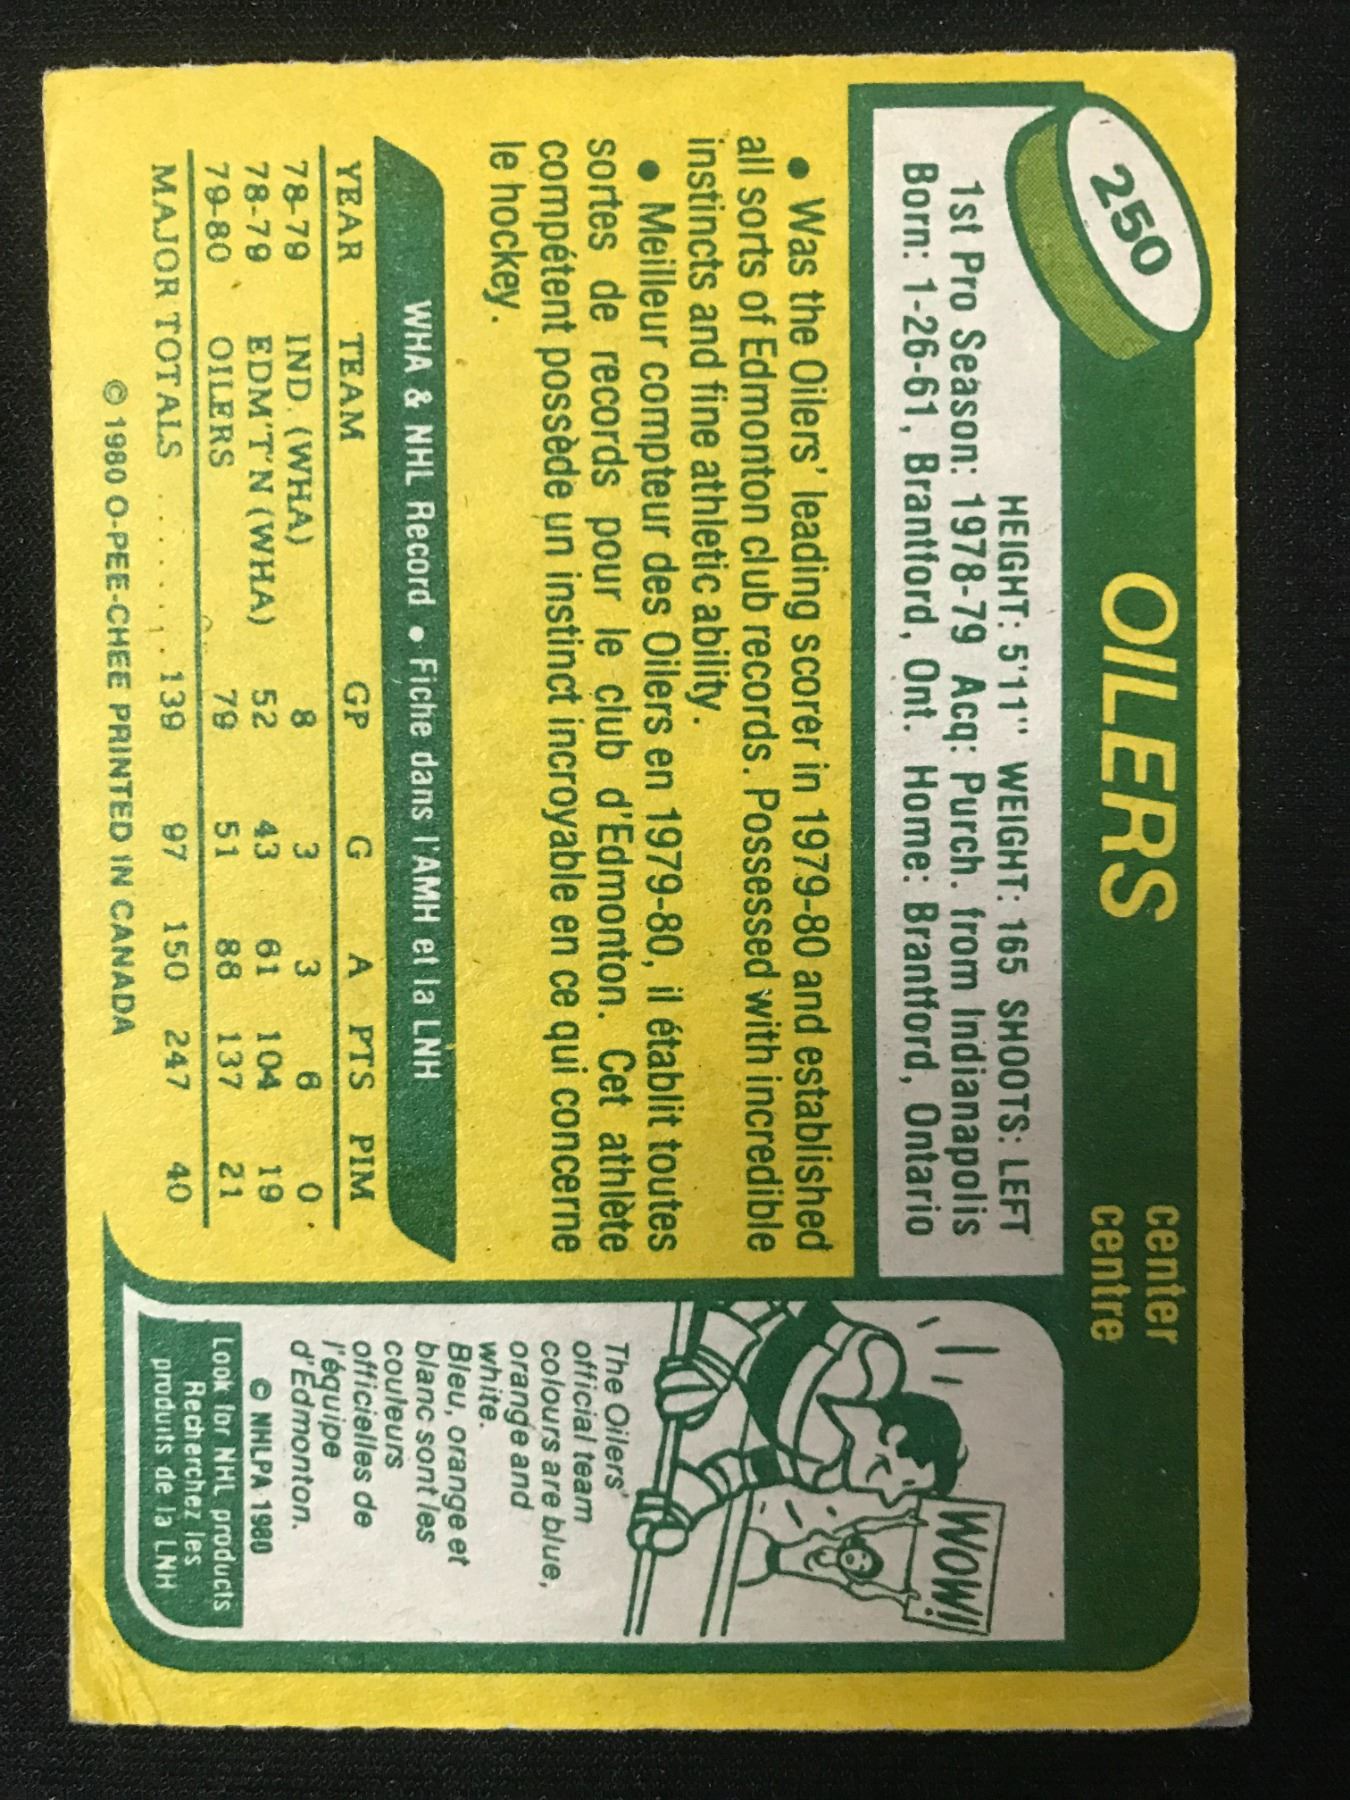 250
OILERS
center
centre
HEIGHT: 5'11" WEIGHT: 165 SHOOTS: LEFT
1st Pro Season: 1978-79 Acq: Purch. from Indianapolis
Born: 1-26-61, Brantford, Ont. Home: Brantford, Ontario
• Was the Oilers' leading scorer in 1979-80 and established
all sorts of Edmonton club records. Possessed with incredible
instincts and fine athletic ability.
• Meilleur compteur des Oilers en 1979-80, il établit toutes
sortes de records pour le club d'Edmonton. Cet athlète
compétent possède un instinct incroyable en ce qui concerne
le hockey.
WHA & NHL Record • Fiche dans l'AMH et la LNH
YEAR TEAM GP G A PTS PIM
78-79 IND. (WHA) 8 3 3 6 0
78-79 EDM'T'N (WHA) 52 43 61 104 19
79-80 OILERS 79 51 86 137 21
MAJOR TOTALS ........ 139 97 150 247 40
© 1980 O-PEE-CHEE PRINTED IN CANADA
WOW!!
The Oilers'
official team
colours are blue,
orange and
white.
Bleu, orange et
blanc sont les
couleurs
officielles de
l'équipe
d'Edmonton.
© NHLPA 1980
Look for NHL products
Recherchez les
produits de la LNH